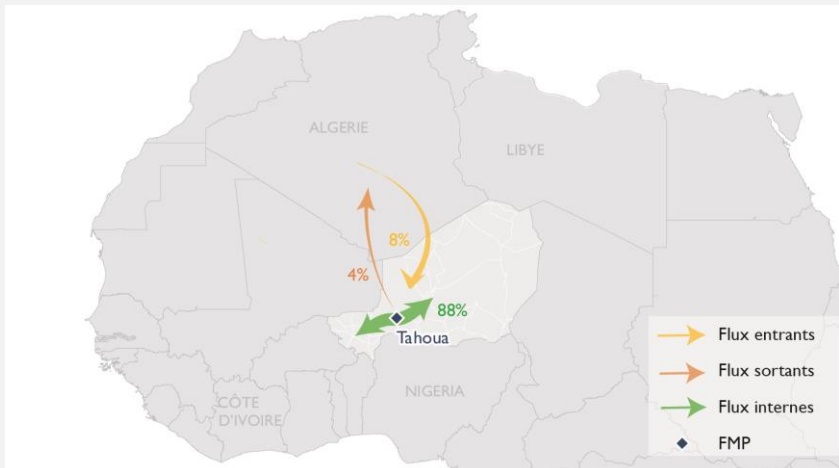 ALGERIE
LIBYE
8%
4%
88%
Tahoua
NIGERIA
CÔTE
D'IVOIRE
Flux entrants
Flux sortants
Flux internes
FMP